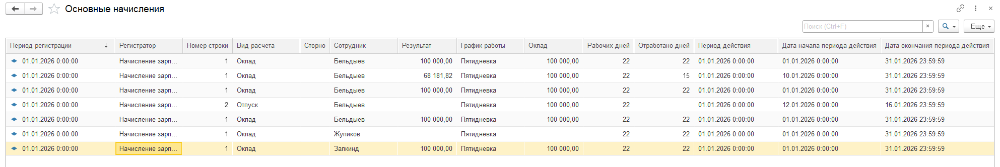 Основные начисления
Поиск (Ctrl+F) × Еще
Период регистрации ↓ Регистратор Номер строки Вид расчета Сторно Сотрудник Результат График работы Оклад Рабочих дней Отработано дней Период действия Дата начала периода действия Дата окончания периода действия
01.01.2026 0:00:00 Начисление зарп... 1 Оклад Бельдыев 100 000,00 Пятидневка 100 000,00 22 22 01.01.2026 0:00:00 01.01.2026 0:00:00 31.01.2026 23:59:59
01.01.2026 0:00:00 Начисление зарп... 1 Оклад Бельдыев 68 181,82 Пятидневка 100 000,00 22 15 01.01.2026 0:00:00 10.01.2026 0:00:00 31.01.2026 23:59:59
01.01.2026 0:00:00 Начисление зарп... 1 Оклад Бельдыев 100 000,00 Пятидневка 100 000,00 22 22 01.01.2026 0:00:00 01.01.2026 0:00:00 31.01.2026 23:59:59
01.01.2026 0:00:00 Начисление зарп... 2 Отпуск Бельдыев Пятидневка 100 000,00 22 01.01.2026 0:00:00 12.01.2026 0:00:00 16.01.2026 23:59:59
01.01.2026 0:00:00 Начисление зарп... 1 Оклад Бельдыев 100 000,00 Пятидневка 100 000,00 22 22 01.01.2026 0:00:00 01.01.2026 0:00:00 31.01.2026 23:59:59
01.01.2026 0:00:00 Начисление зарп... 1 Оклад Жупиков Пятидневка 22 22 01.01.2026 0:00:00 01.01.2026 0:00:00 31.01.2026 23:59:59
01.01.2026 0:00:00 Начисление зарп... 1 Оклад Залкинд 100 000,00 Пятидневка 100 000,00 22 22 01.01.2026 0:00:00 01.01.2026 0:00:00 31.01.2026 23:59:59